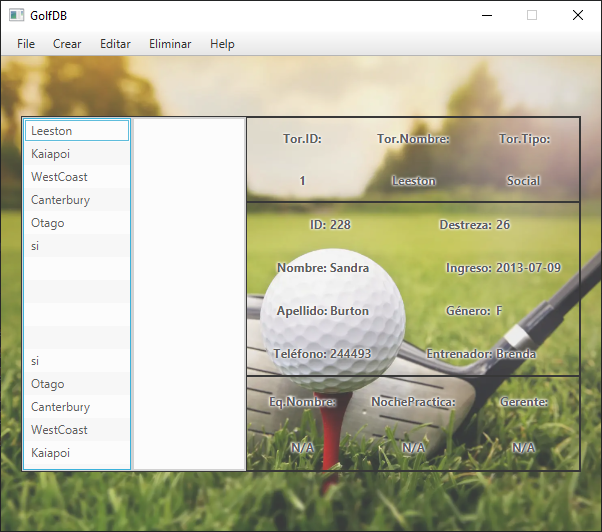 GolfDB
File Crear Editar Eliminar Help
Leeston
Kaiapoi
WestCoast
Canterbury
Otago
si
si
Otago
Canterbury
WestCoast
Kaiapoi
Tor.ID: Tor.Nombre: Tor.Tipo:
1 Leeston Social
ID: 228 Destreza: 26
Nombre: Sandra Ingreso: 2013-07-09
Apellido: Burton Género: F
Teléfono: 244493 Entrenador: Brenda
Eq.Nombre: NochePractica: Gerente:
N/A N/A N/A